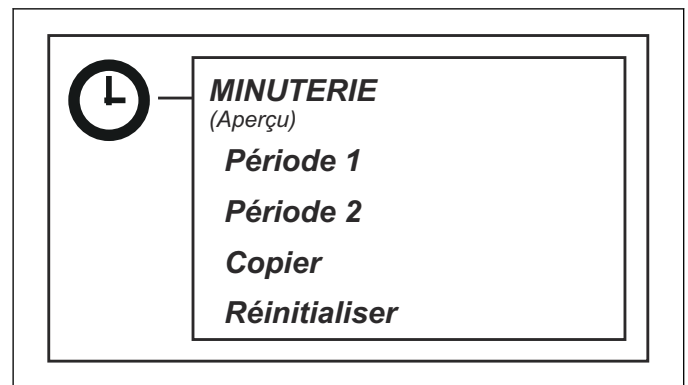 MINUTERIE
(Aperçu)
Période 1
Période 2
Copier
Réinitialiser